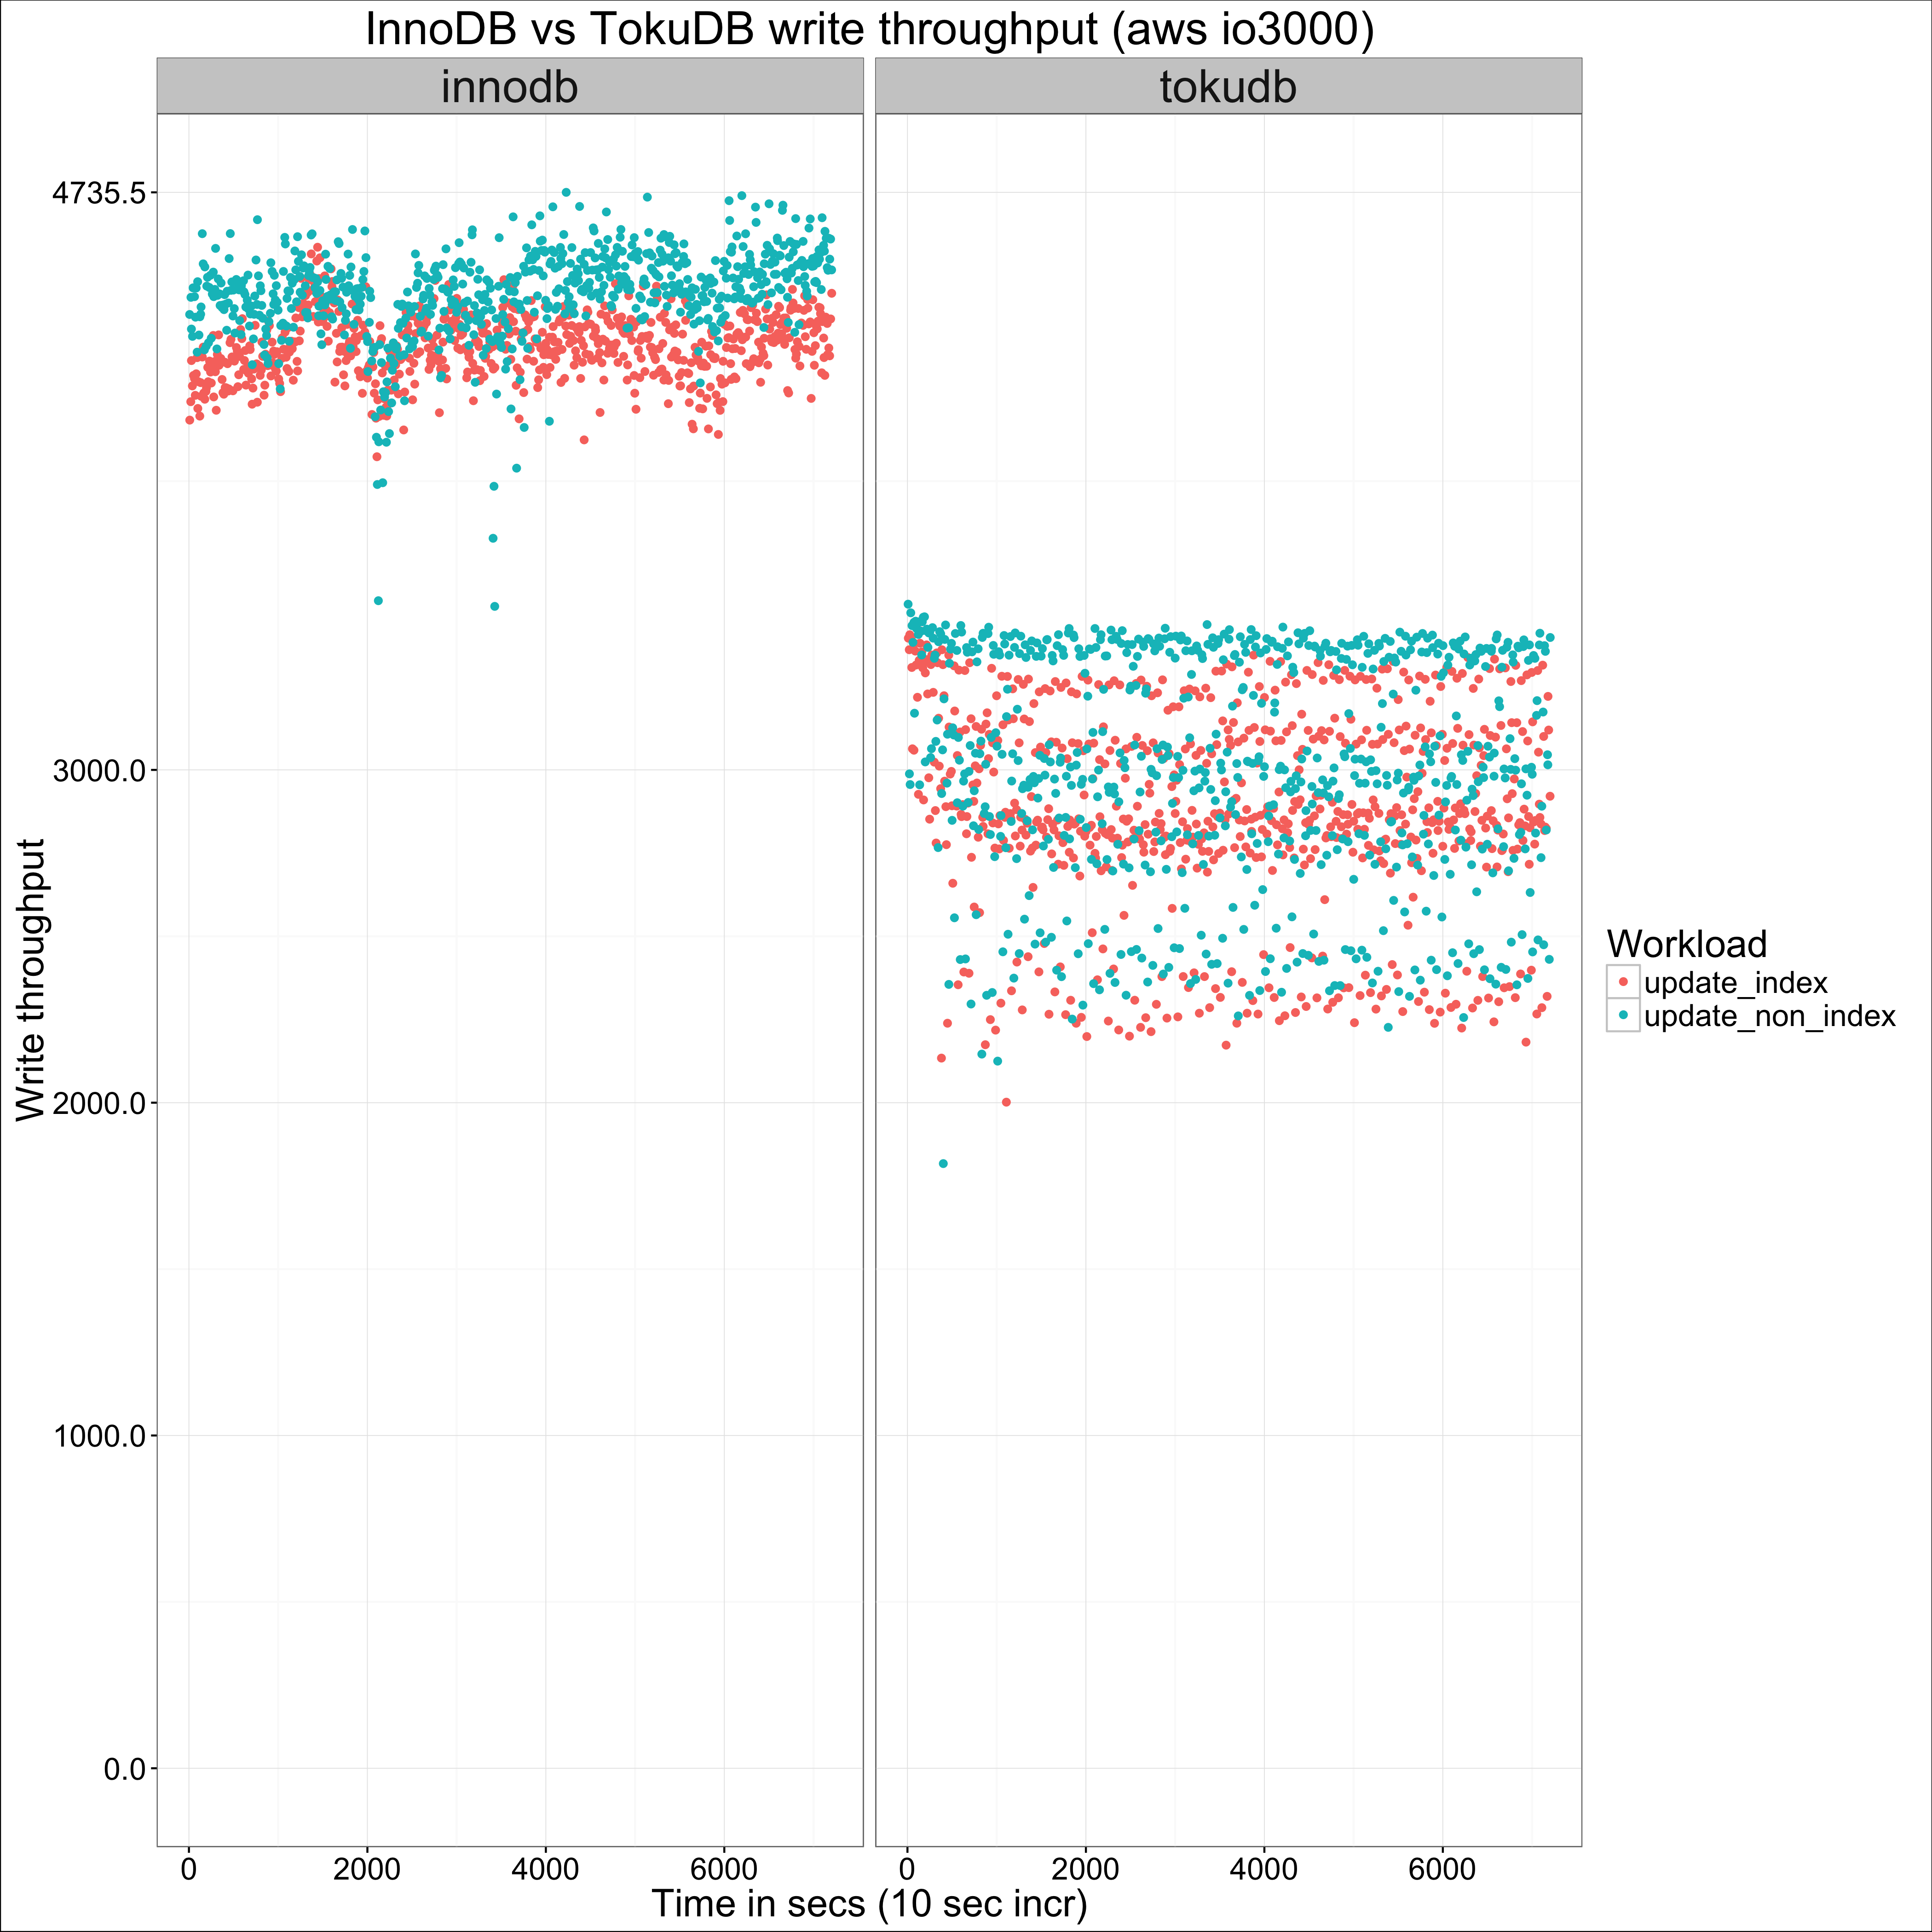 InnoDB vs TokuDB write throughput (aws io3000)
innodb
tokudb
Write throughput
4735.5
3000.0
2000.0
1000.0
0.0
0 2000 4000 6000
0 2000 4000 6000
Time in secs (10 sec incr)
Workload
update_index
update_non_index